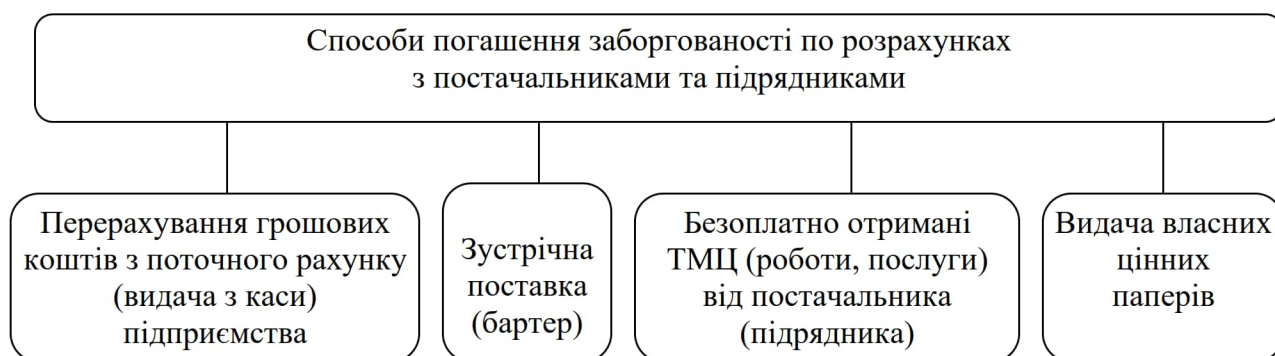 Способи погашення заборгованості по розрахунках
з постачальниками та підрядниками
Перерахування грошових
коштів з поточного рахунку
(видача з каси)
підприємства
Зустрічна
поставка
(бартер)
Безоплатно отримані
ТМЦ (роботи, послуги)
від постачальника
(підрядника)
Видача власних
цінних
паперів